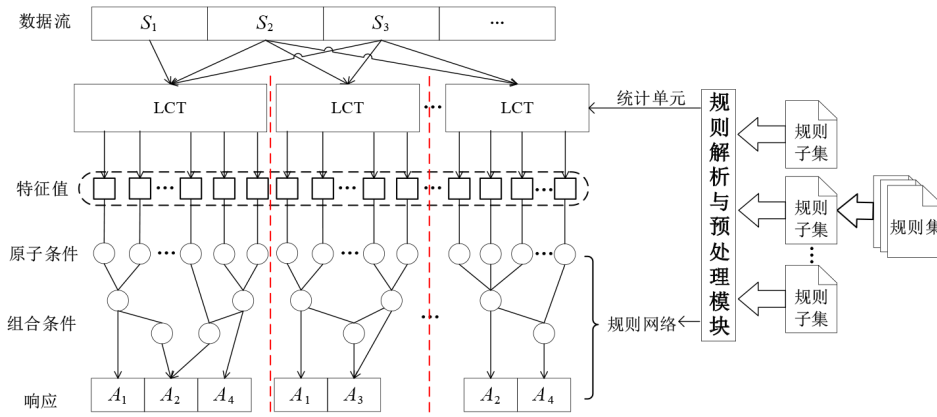 数据流 S₁ S₂ S₃ ...
LCT LCT ... LCT
统计单元
规则解析与预处理模块
规则子集
特征值 ... ... ... ...
规则子集
规则集
原子条件 ... ... ...
...
组合条件
...
规则网络
规则子集
响应 A₁ A₂ A₄ A₁ A₃ A₂ A₄